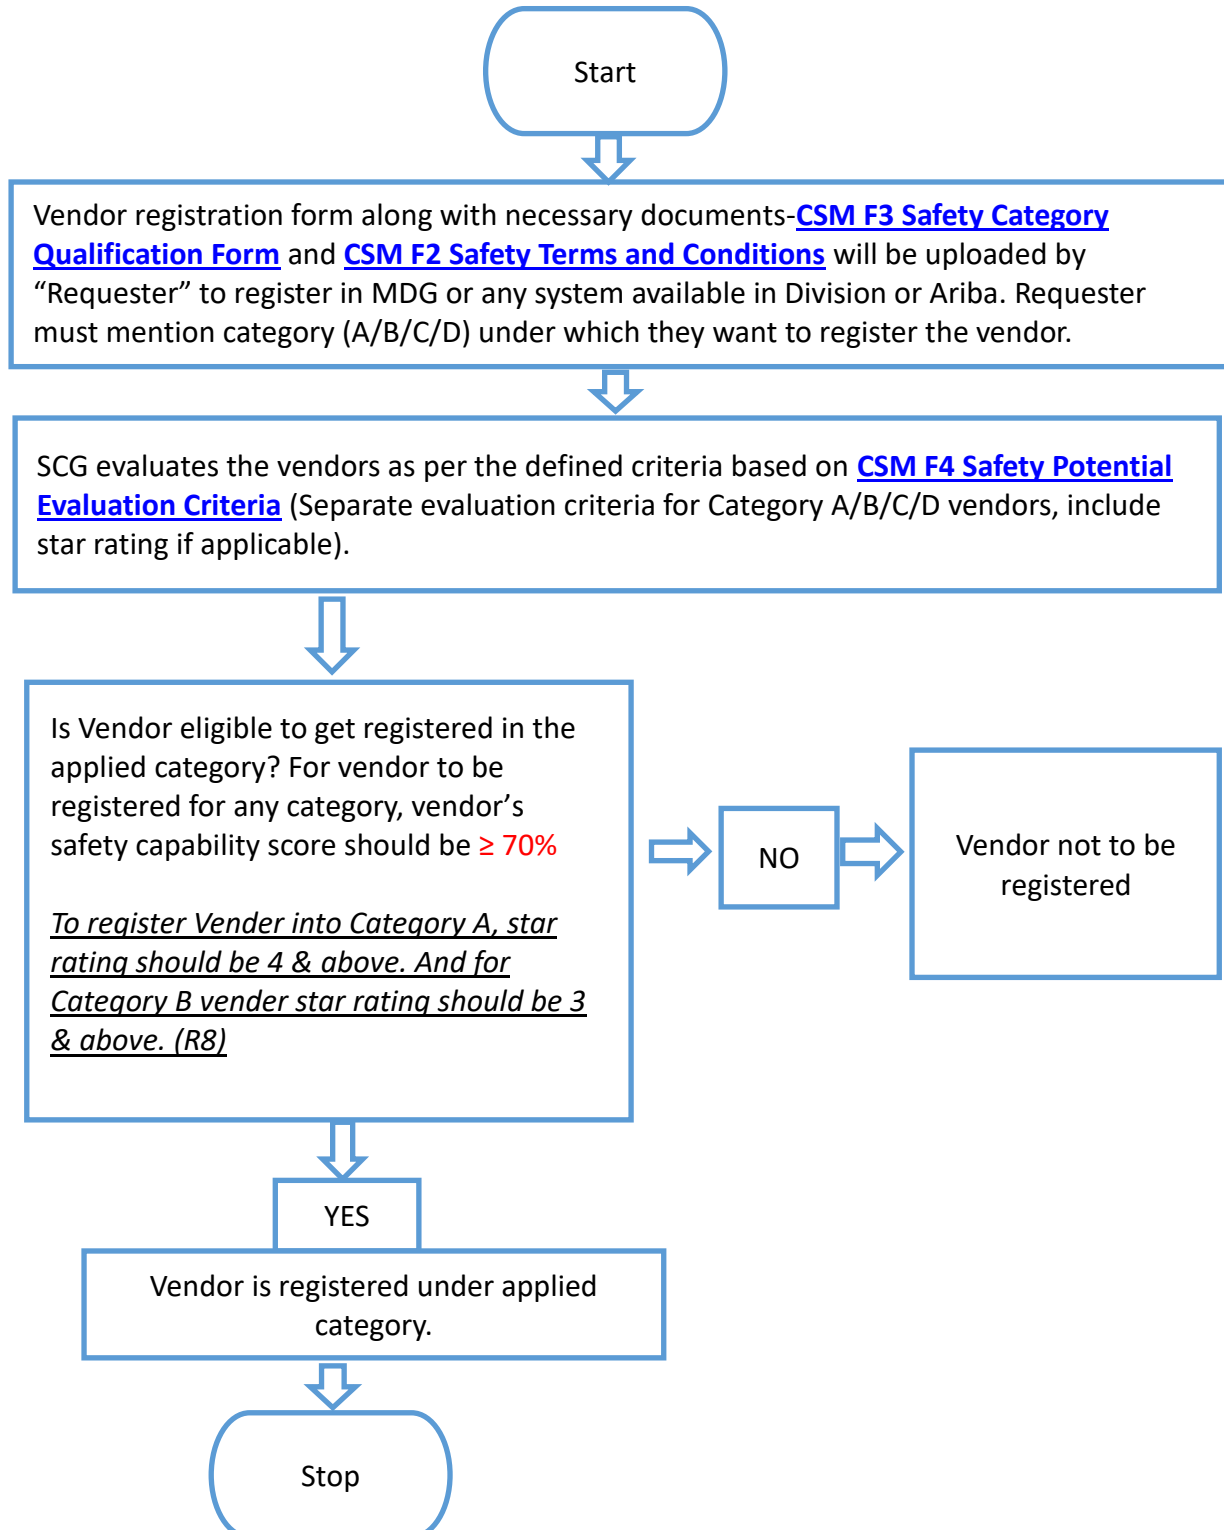 Start
Vendor registration form along with necessary documents-CSM F3 Safety Category
Qualification Form and CSM F2 Safety Terms and Conditions will be uploaded by
“Requester” to register in MDG or any system available in Division or Ariba. Requester
must mention category (A/B/C/D) under which they want to register the vendor.
SCG evaluates the vendors as per the defined criteria based on CSM F4 Safety Potential
Evaluation Criteria (Separate evaluation criteria for Category A/B/C/D vendors, include
star rating if applicable).
Is Vendor eligible to get registered in the
applied category? For vendor to be
registered for any category, vendor’s
safety capability score should be ≥ 70%
To register Vender into Category A, star
rating should be 4 & above. And for
Category B vender star rating should be 3
& above. (R8)
NO
Vendor not to be
registered
YES
Vendor is registered under applied
category.
Stop